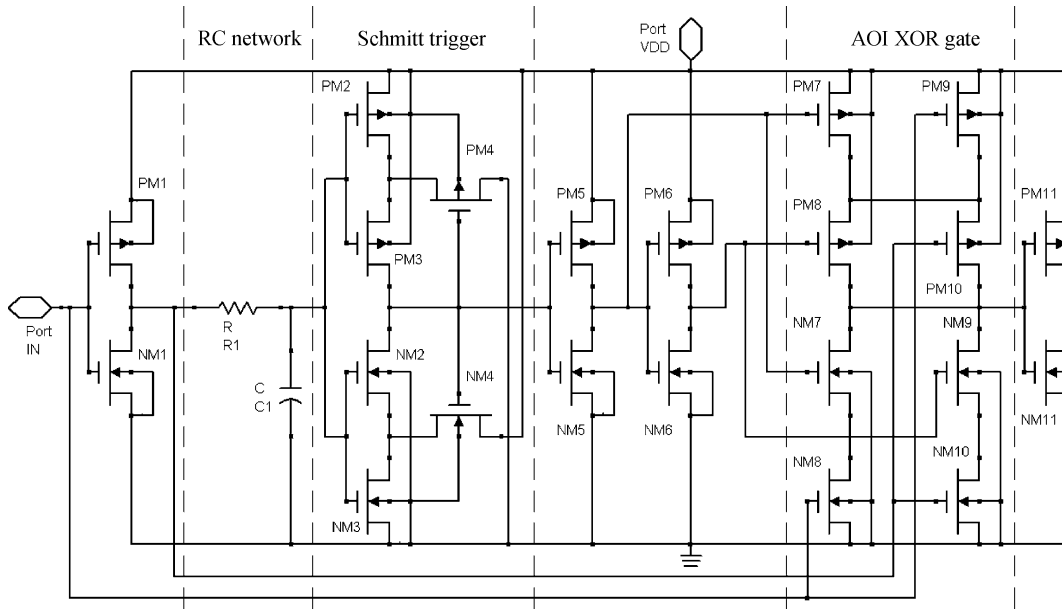 RC network
Schmitt trigger
Port
VDD
AOI XOR gate
PM2
PM7
PM9
PM4
PM1
PM5
PM6
PM8
PM11
PM3
PM10
Port
IN
R
R1
NM1
NM2
NM7
NM9
C
C1
NM4
NM5
NM6
NM11
NM8
NM10
NM3